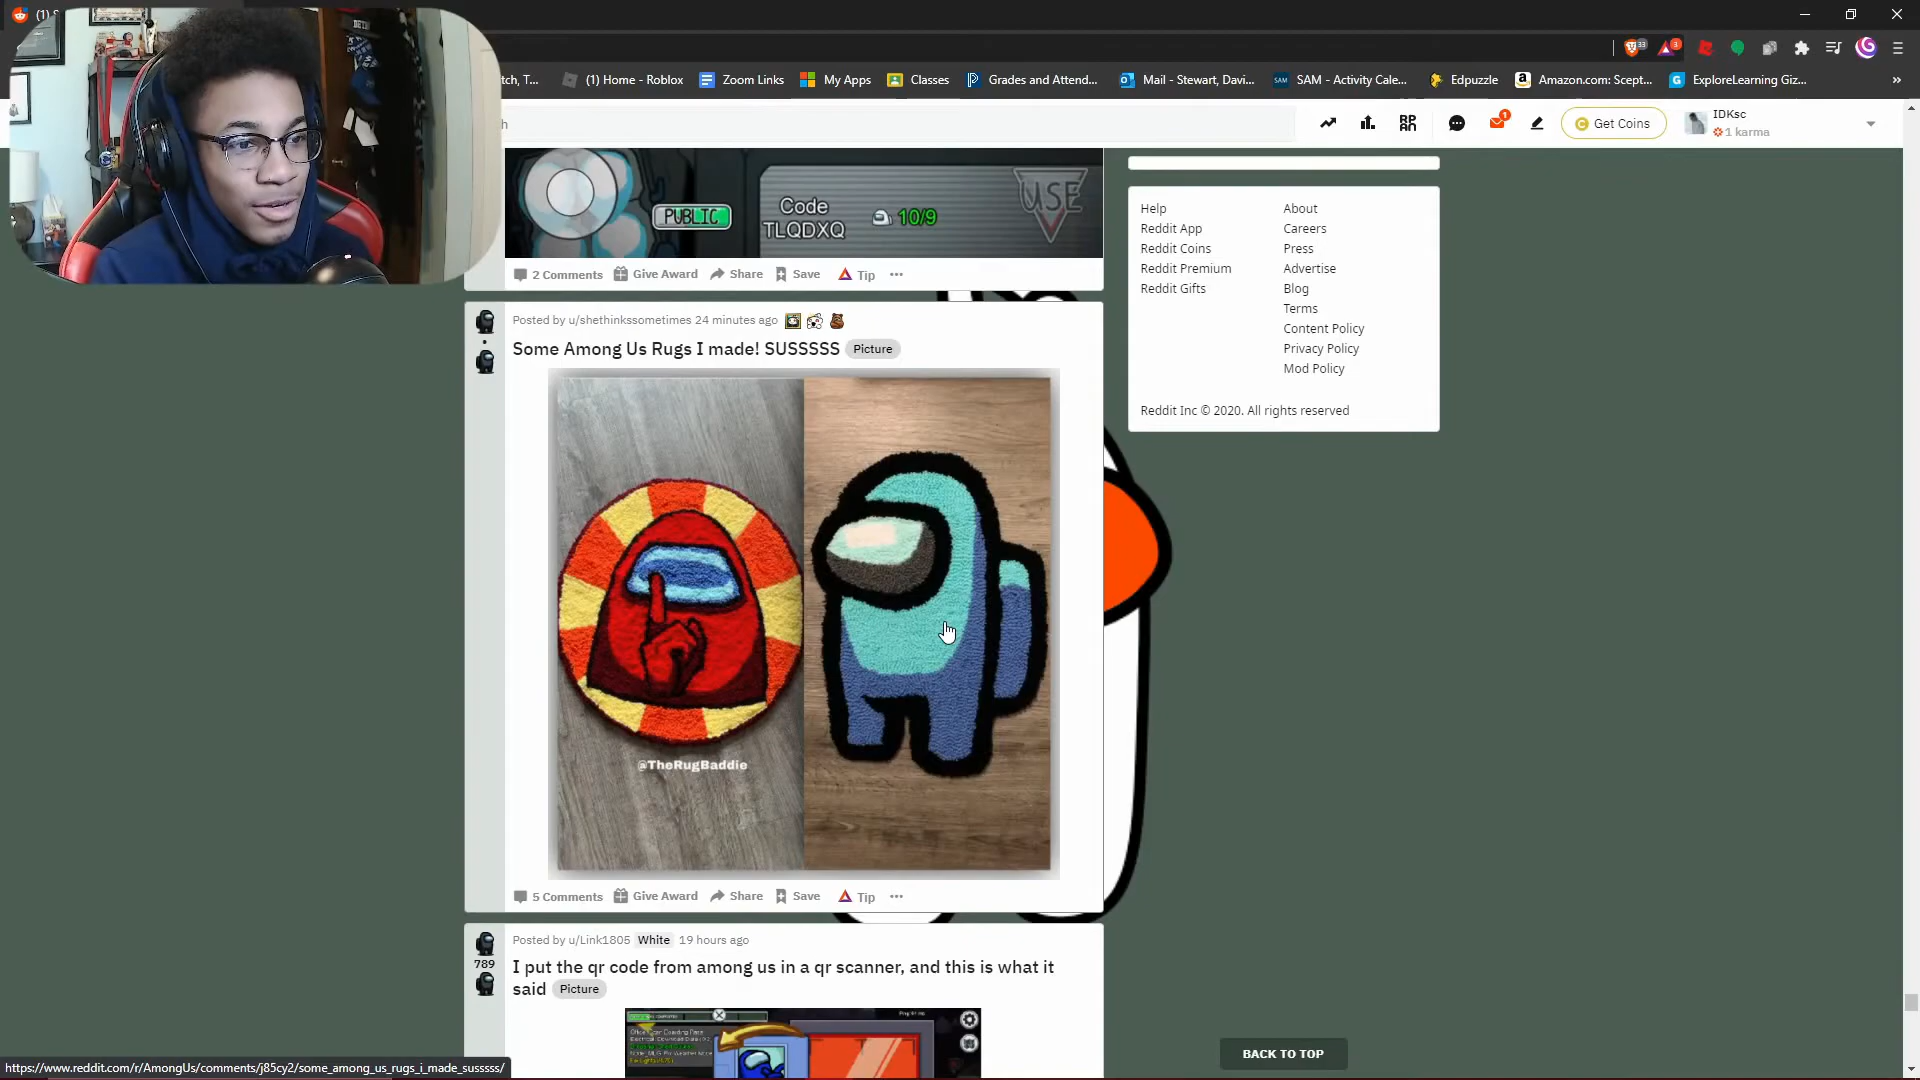 (1)
33
3
itch, T...
(1) Home - Roblox
Zoom Links
My Apps
Classes
Grades and Attend...
Mail - Stewart, Davi...
SAM
SAM - Activity Cale...
Edpuzzle
Amazon.com: Scept...
ExploreLearning Giz...
»
h
1
Get Coins
IDKsc
1 karma
PUBLIC
Code
TLQDXQ
10/9
USE
2 Comments
Give Award
Share
Save
Tip
Help
Reddit App
Reddit Coins
Reddit Premium
Reddit Gifts
About
Careers
Press
Advertise
Blog
Terms
Content Policy
Privacy Policy
Mod Policy
Reddit Inc © 2020. All rights reserved
Posted by u/shethinkssometimes 24 minutes ago
Some Among Us Rugs I made! SUSSSSS Picture
@TheRugBaddie
5 Comments
Give Award
Share
Save
Tip
Posted by u/Link1805 White 19 hours ago
789
I put the qr code from among us in a qr scanner, and this is what it
said Picture
BACK TO TOP
https://www.reddit.com/r/AmongUs/comments/j85cy2/some_among_us_rugs_i_made_susssss/